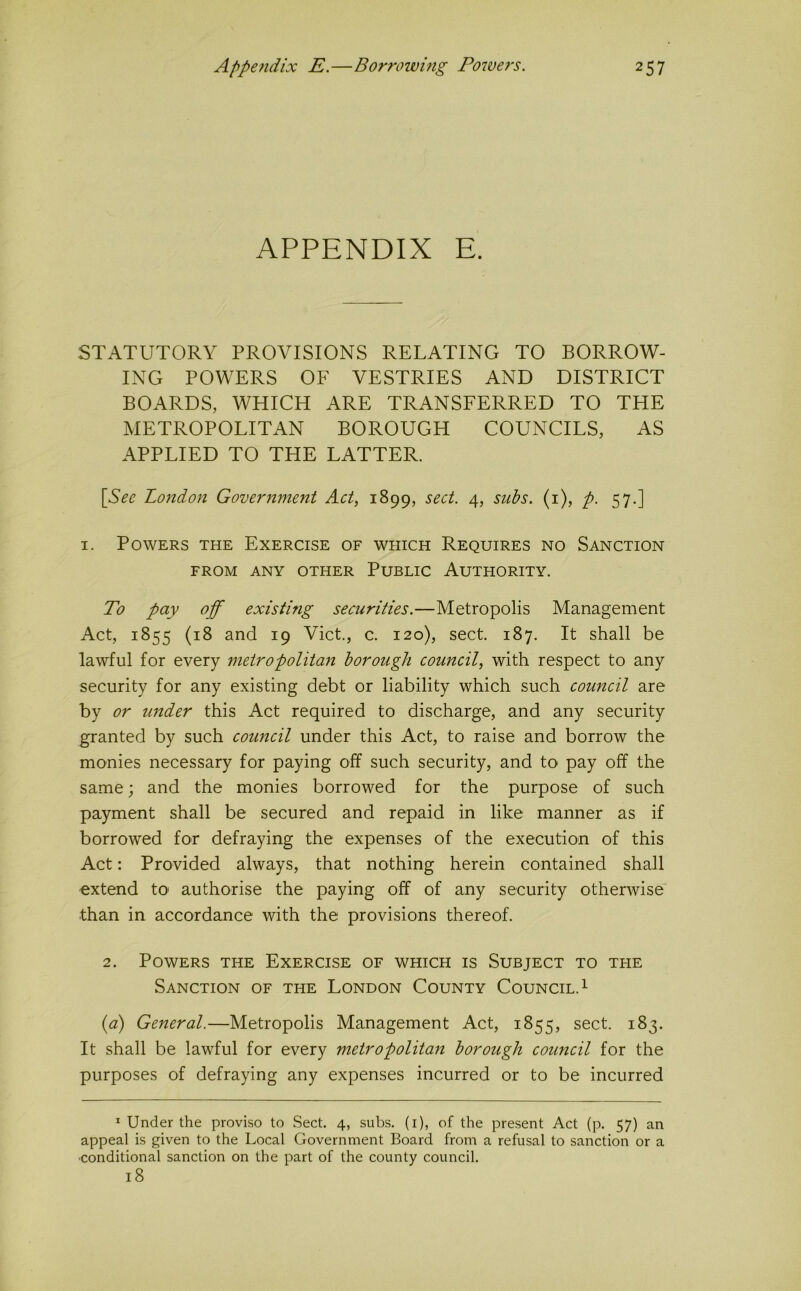 Appendix E.—Borrowing Powers. 257
APPENDIX E.
STATUTORY PROVISIONS RELATING TO BORROW-
ING POWERS OF VESTRIES AND DISTRICT
BOARDS, WHICH ARE TRANSFERRED TO THE
METROPOLITAN BOROUGH COUNCILS, AS
APPLIED TO THE LATTER.
[See London Government Act, 1899, sect. 4, subs. (1), p. 57.]
1. Powers the Exercise of which Requires no Sanction
from any other Public Authority.
To pay off existing securities.—Metropolis Management
Act, 1855 (18 and 19 Vict., c. 120), sect. 187. It shall be
lawful for every metropolitan borough council, with respect to any
security for any existing debt or liability which such council are
by or under this Act required to discharge, and any security
granted by such council under this Act, to raise and borrow the
monies necessary for paying off such security, and to pay off the
same; and the monies borrowed for the purpose of such
payment shall be secured and repaid in like manner as if
borrowed for defraying the expenses of the execution of this
Act: Provided always, that nothing herein contained shall
extend to authorise the paying off of any security otherwise
than in accordance with the provisions thereof.
2. Powers the Exercise of which is Subject to the
Sanction of the London County Council.¹
(a) General.—Metropolis Management Act, 1855, sect. 183.
It shall be lawful for every metropolitan borough council for the
purposes of defraying any expenses incurred or to be incurred
¹ Under the proviso to Sect. 4, subs. (1), of the present Act (p. 57) an
appeal is given to the Local Government Board from a refusal to sanction or a
conditional sanction on the part of the county council.
18